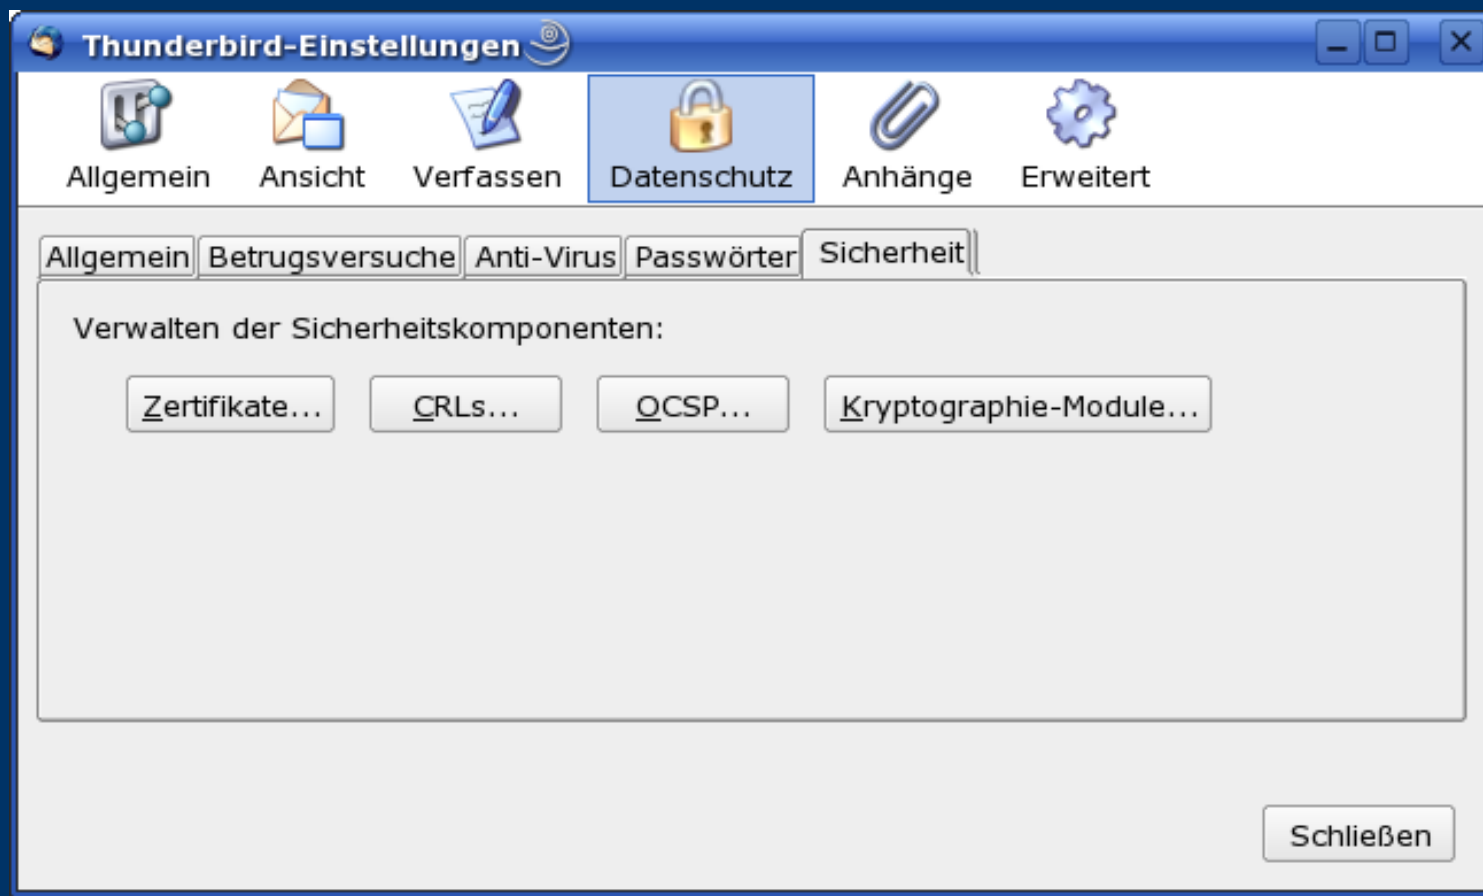 Thunderbird-Einstellungen
Allgemein Ansicht Verfassen Datenschutz Anhänge Erweitert
Allgemein Betrugsversuche Anti-Virus Passwörter Sicherheit
Verwalten der Sicherheitskomponenten:
Zertifikate... CRLs... OCSP... Kryptographie-Module...
Schließen